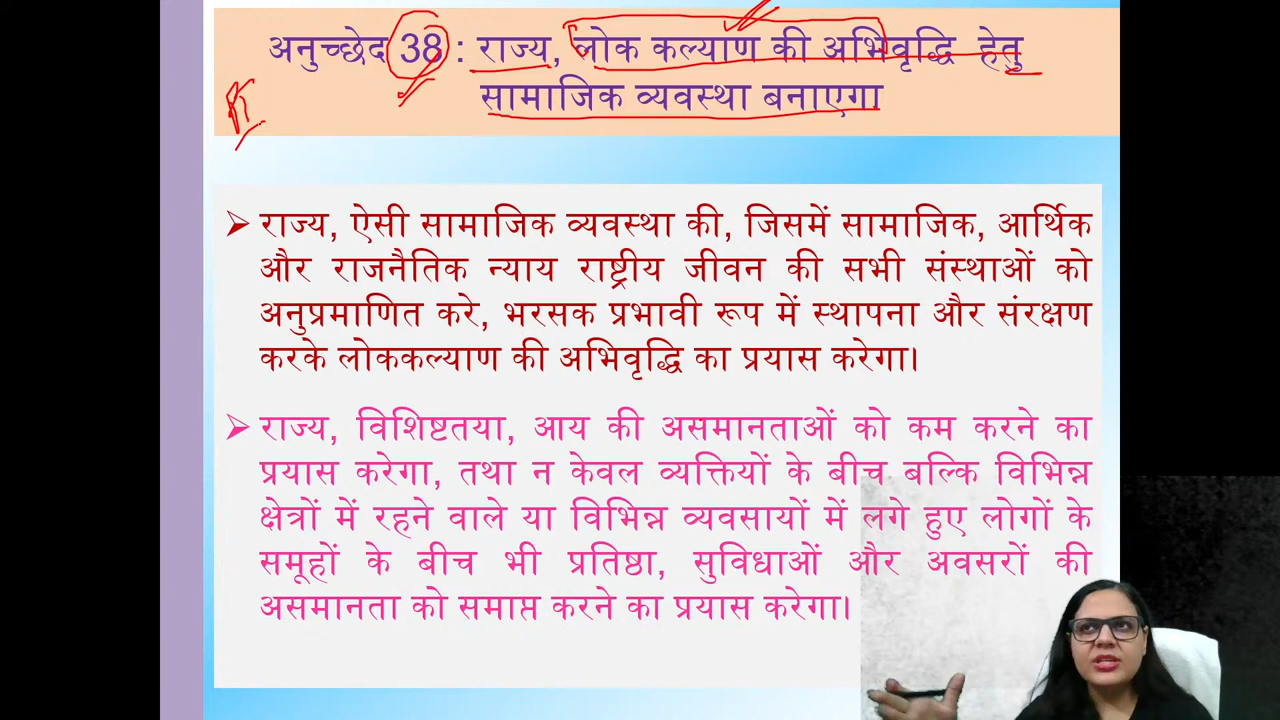 अनुच्छेद 38 : राज्य, लोक कल्याण की अभिवृद्धि हेतु
सामाजिक व्यवस्था बनाएगा
➢ राज्य, ऐसी सामाजिक व्यवस्था की, जिसमें सामाजिक, आर्थिक
और राजनैतिक न्याय राष्ट्रीय जीवन की सभी संस्थाओं को
अनुप्रमाणित करे, भरसक प्रभावी रूप में स्थापना और संरक्षण
करके लोककल्याण की अभिवृद्धि का प्रयास करेगा।
➢ राज्य, विशिष्टतया, आय की असमानताओं को कम करने का
प्रयास करेगा, तथा न केवल व्यक्तियों के बीच बल्कि विभिन्न
क्षेत्रों में रहने वाले या विभिन्न व्यवसायों में लगे हुए लोगों के
समूहों के बीच भी प्रतिष्ठा, सुविधाओं और अवसरों की
असमानता को समाप्त करने का प्रयास करेगा।